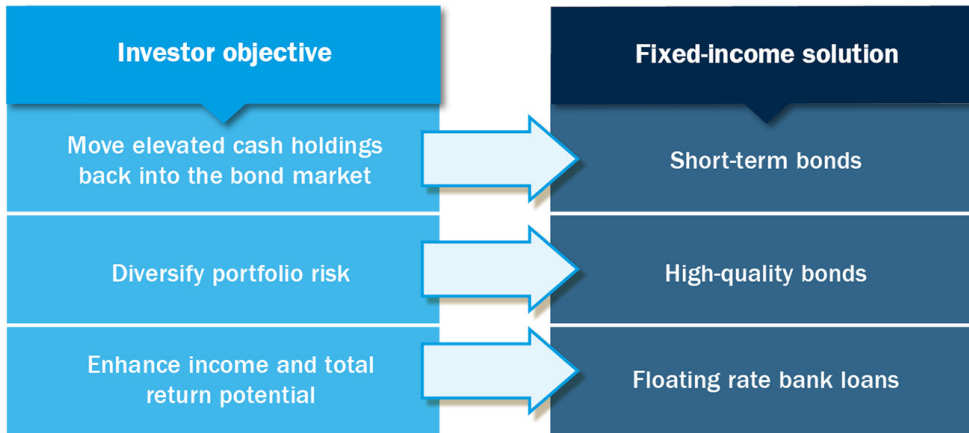 Investor objective
Fixed-income solution
Move elevated cash holdings
back into the bond market
Short-term bonds
Diversify portfolio risk
High-quality bonds
Enhance income and total
return potential
Floating rate bank loans